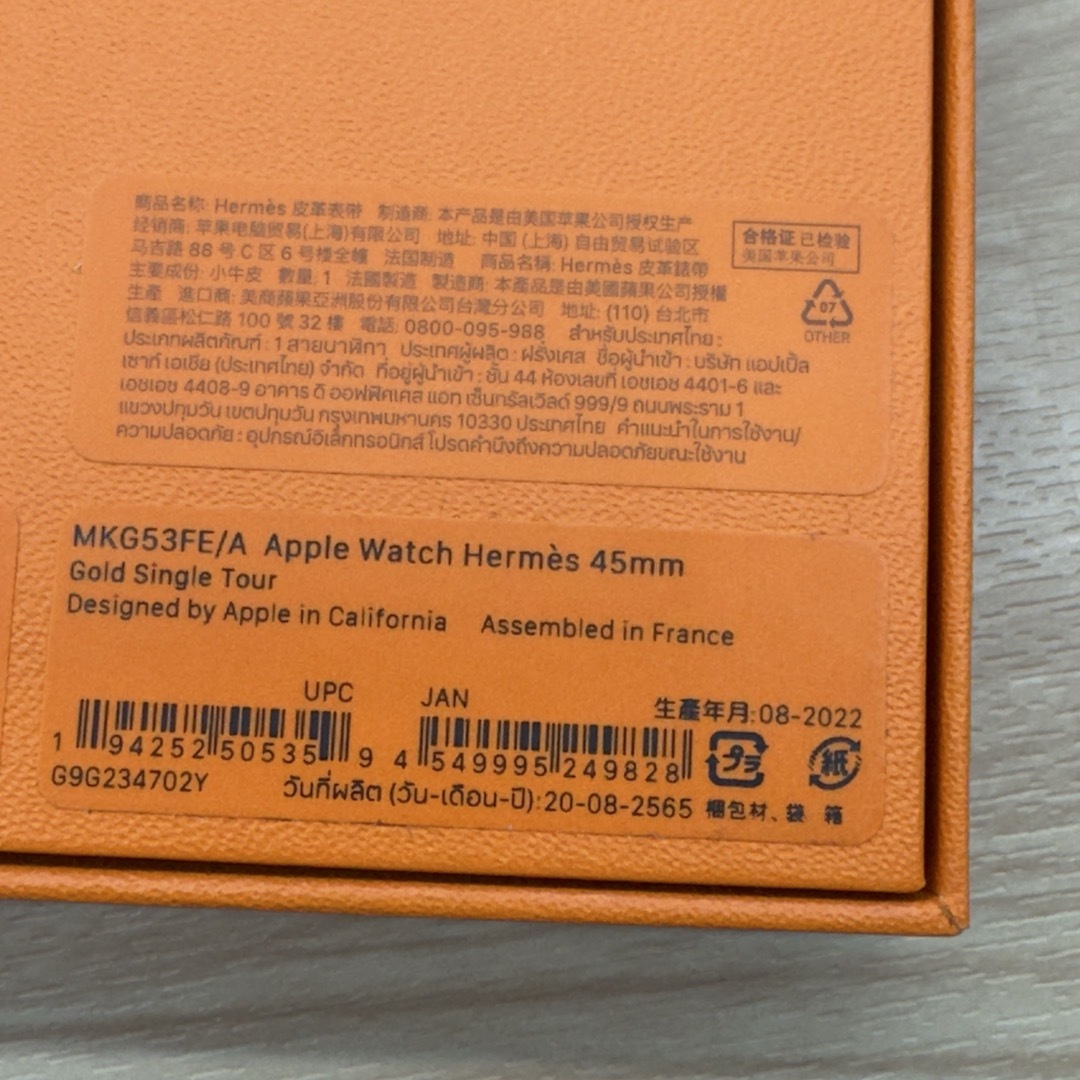 商品名称: Hermès 皮革表带 制造商: 本产品是由美国苹果公司授权生产
经销商: 苹果电脑贸易(上海)有限公司 地址: 中国 (上海) 自由贸易试验区
马吉路 88 号 C 区 6 号楼全幢 法国制造 商品名稱: Hermès 皮革錶帶
主要成份: 小牛皮 數量: 1 法國製造 製造商: 本產品是由美國蘋果公司授權
生產 進口商: 美商蘋果亞洲股份有限公司台灣分公司 地址: (110) 台北市
信義區松仁路 100 號 32 樓 電話: 0800-095-988 สำหรับประเทศไทย :
ประเภทผลิตภัณฑ์ : 1 สายนาฬิกา ประเทศผู้ผลิต : ฝรั่งเศส ชื่อผู้นำเข้า : บริษัท แอปเปิ้ล
เซาท์ เอเชีย (ประเทศไทย) จำกัด ที่อยู่ผู้นำเข้า : ชั้น 44 ห้องเลขที่ เอชเอช 4401-6 และ
เอชเอช 4408-9 อาคาร ดิ ออฟฟิศเศส แอท เซ็นทรัลเวิลด์ 999/9 ถนนพระราม 1
แขวงปทุมวัน เขตปทุมวัน กรุงเทพมหานคร 10330 ประเทศไทย คำแนะนำในการใช้งาน/
ความปลอดภัย : อุปกรณ์อิเล็กทรอนิกส์ โปรดคำนึงถึงความปลอดภัยขณะใช้งาน
合格证 已检验
美国苹果公司
07
OTHER
MKG53FE/A Apple Watch Hermès 45mm
Gold Single Tour
Designed by Apple in California Assembled in France
UPC JAN 生產年月:08-2022
1 94252 50535 9 4 549995 249828 プラ 紙
G9G234702Y วันที่ผลิต (วัน-เดือน-ปี):20-08-2565 梱包材、袋 箱